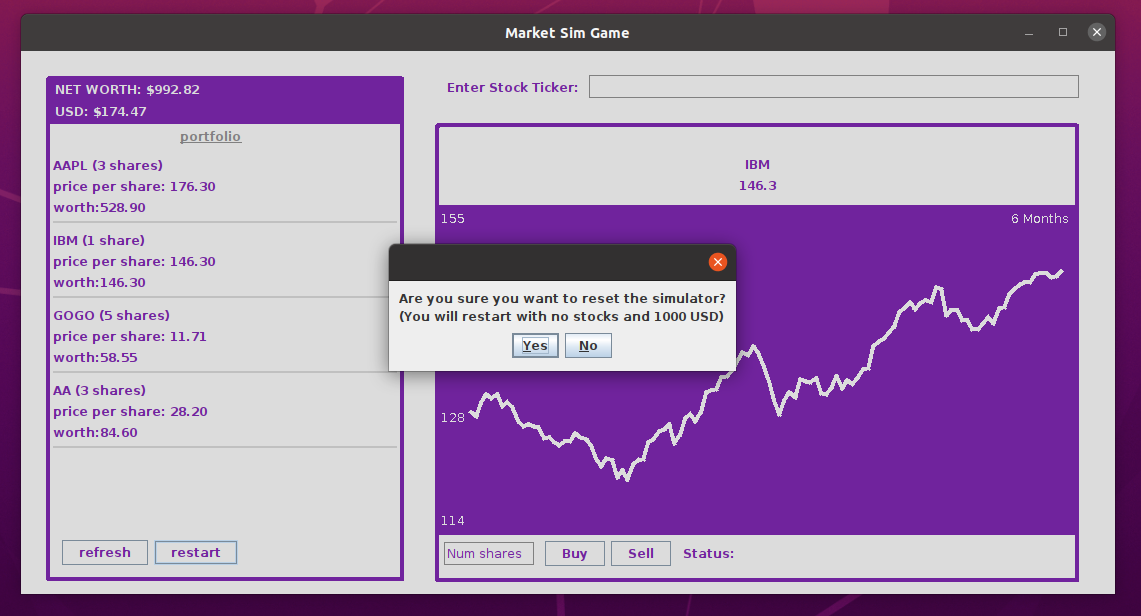 Market Sim Game
NET WORTH: $992.82
USD: $174.47
portfolio
AAPL (3 shares)
price per share: 176.30
worth:528.90
IBM (1 share)
price per share: 146.30
worth:146.30
GOGO (5 shares)
price per share: 11.71
worth:58.55
AA (3 shares)
price per share: 28.20
worth:84.60
refresh
restart
Enter Stock Ticker:
IBM
146.3
155
6 Months
128
114
Are you sure you want to reset the simulator?
(You will restart with no stocks and 1000 USD)
Yes
No
Num shares
Buy
Sell
Status: